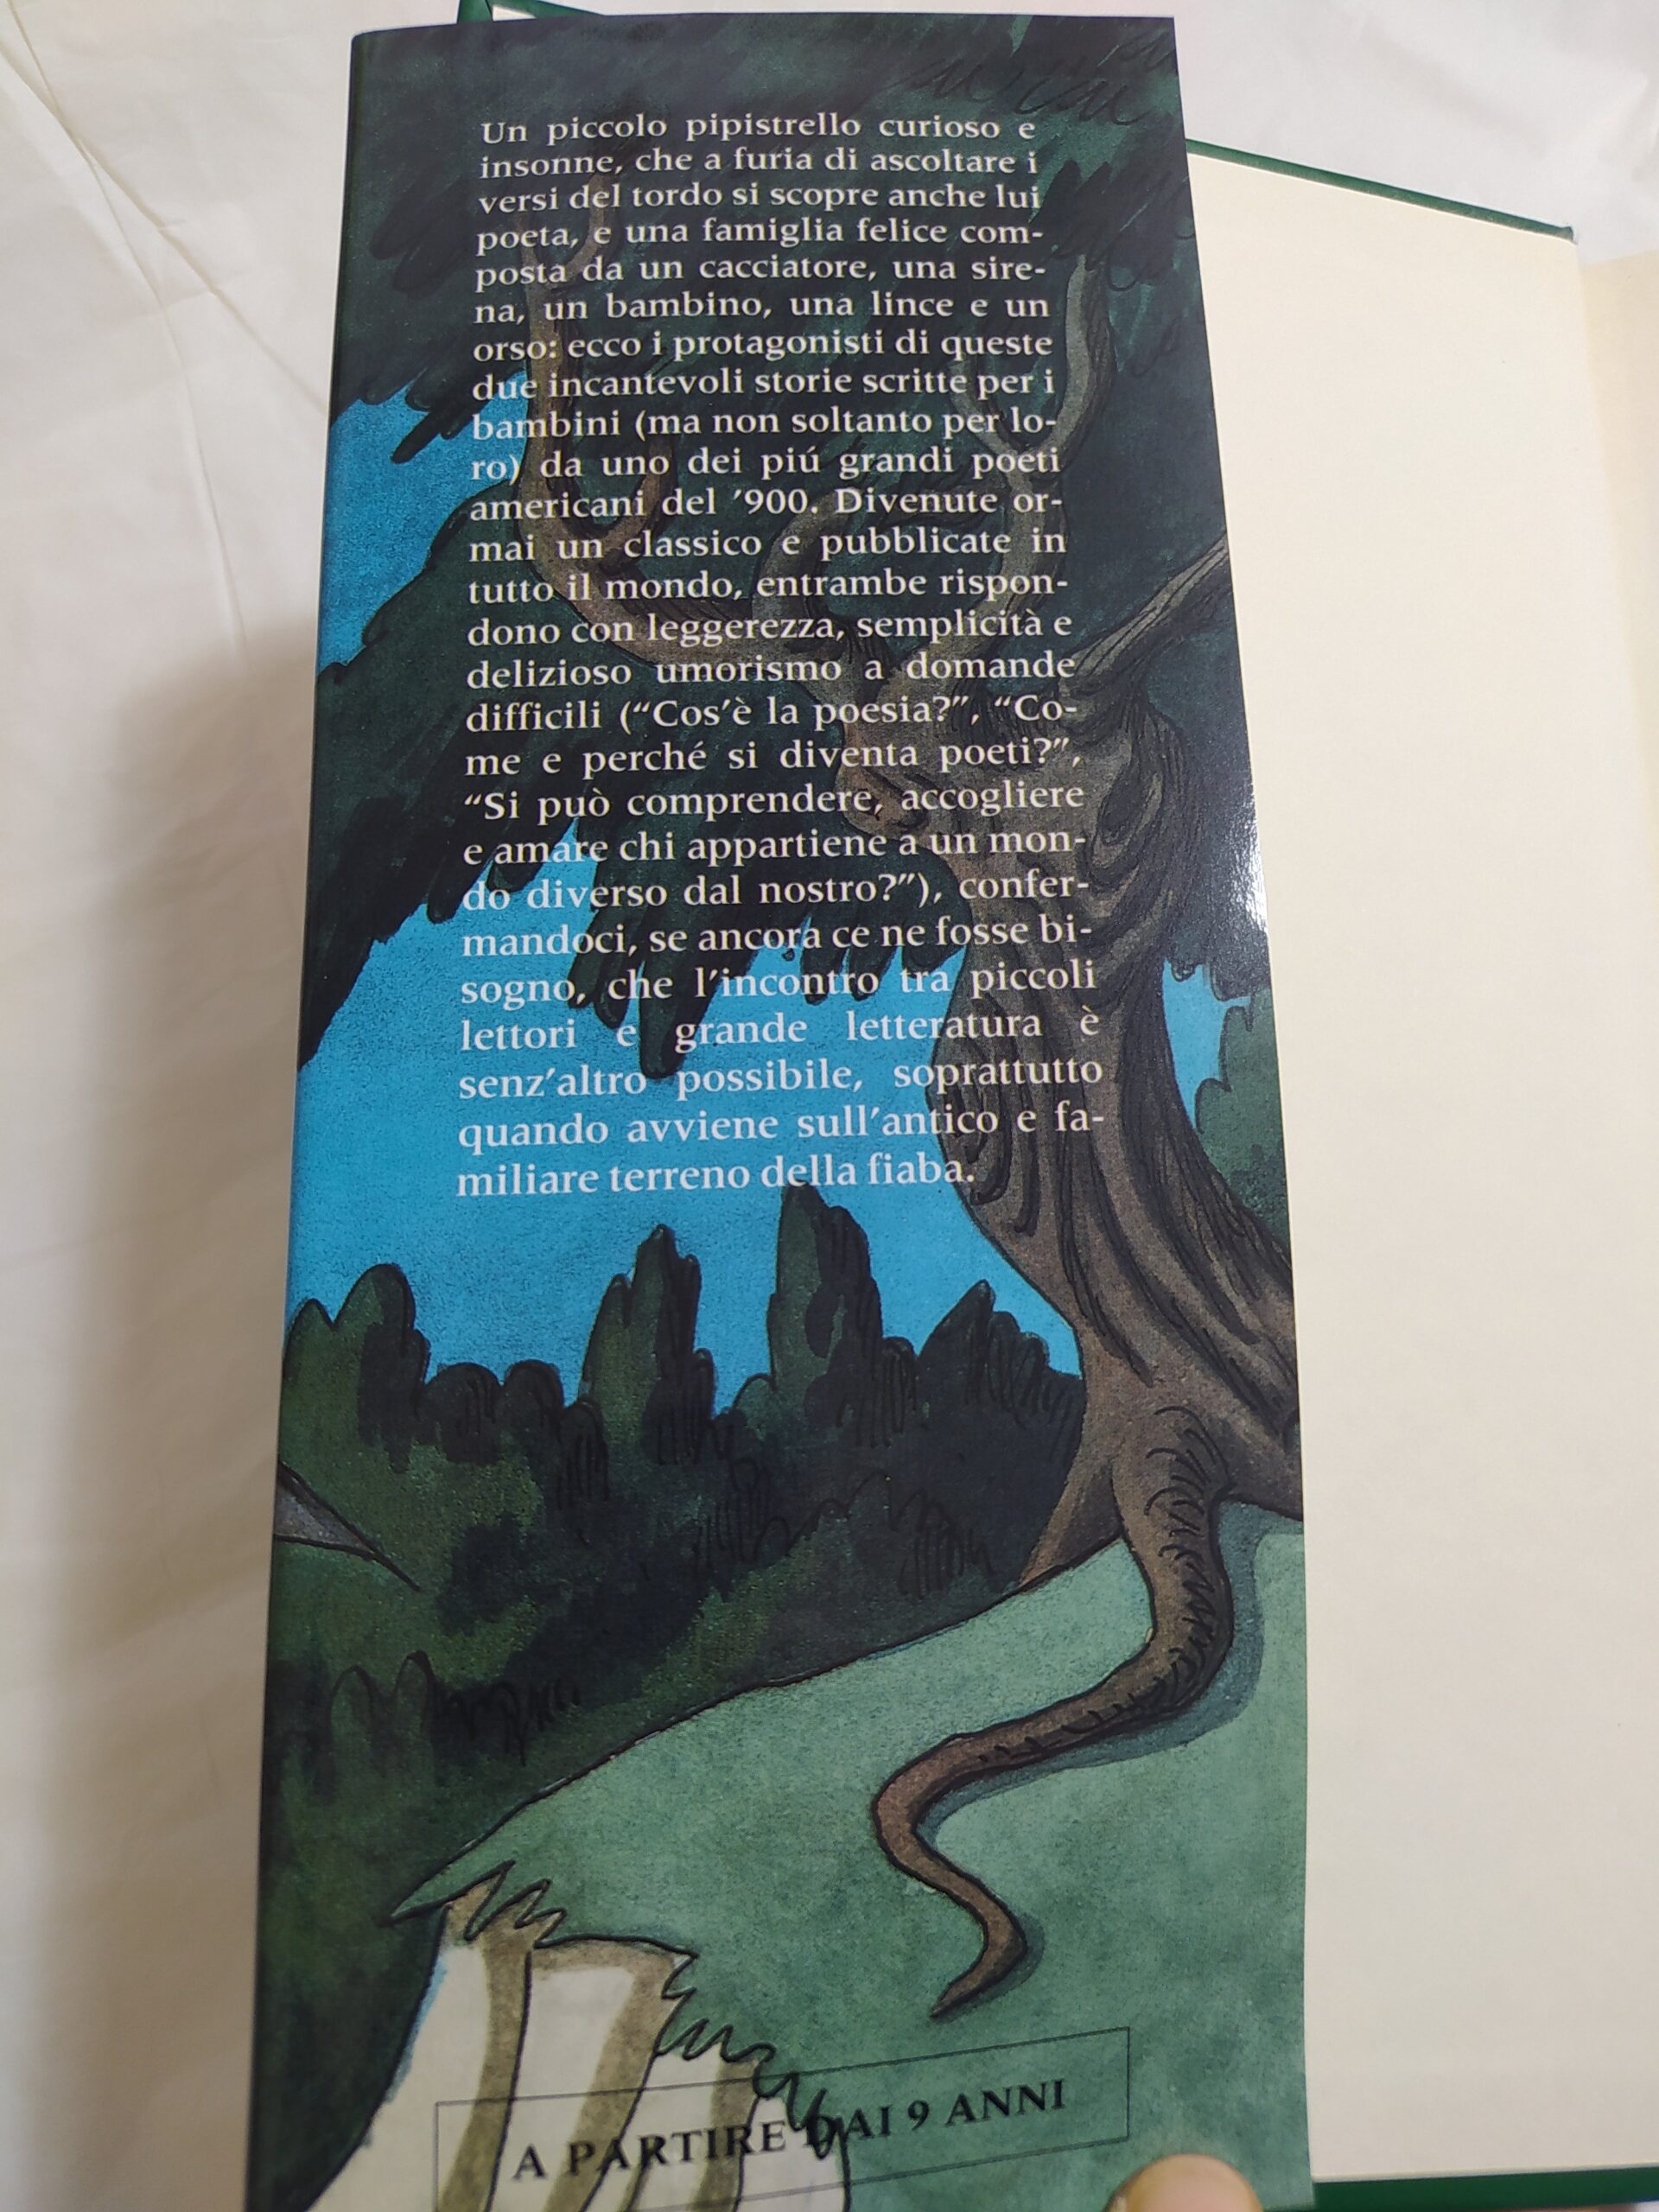 Un piccolo pipistrello curioso e
insonne, che a furia di ascoltare i
versi del tordo si scopre anche lui
poeta, e una famiglia felice com-
posta da un cacciatore, una sire-
na, un bambino, una lince e un
orso: ecco i protagonisti di queste
due incantevoli storie scritte per i
bambini (ma non soltanto per lo-
ro) da uno dei piú grandi poeti
americani del ’900. Divenute or-
mai un classico e pubblicate in
tutto il mondo, entrambe rispon-
dono con leggerezza, semplicità e
delizioso umorismo a domande
difficili (“Cos’è la poesia?”, “Co-
me e perché si diventa poeti?”,
“Si può comprendere, accogliere
e amare chi appartiene a un mon-
do diverso dal nostro?”), confer-
mandoci, se ancora ce ne fosse bi-
sogno, che l’incontro tra piccoli
lettori e grande letteratura è
senz’altro possibile, soprattutto
quando avviene sull’antico e fa-
miliare terreno della fiaba.
A PARTIRE DAI 9 ANNI